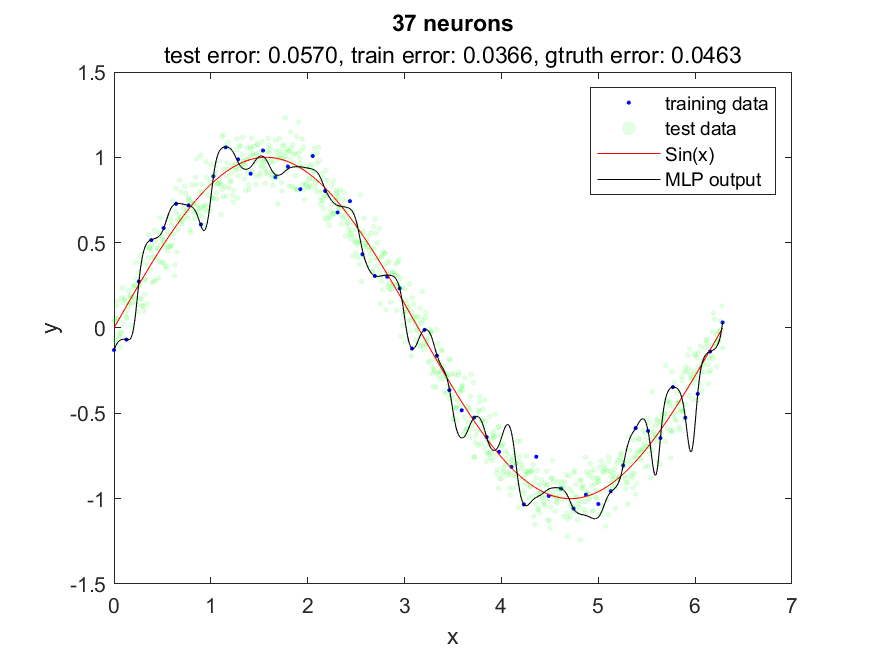 37 neurons
test error: 0.0570, train error: 0.0366, gtruth error: 0.0463
1.5
1
0.5
0
-0.5
-1
-1.5
y
training data
test data
Sin(x)
MLP output
0 1 2 3 4 5 6 7
x